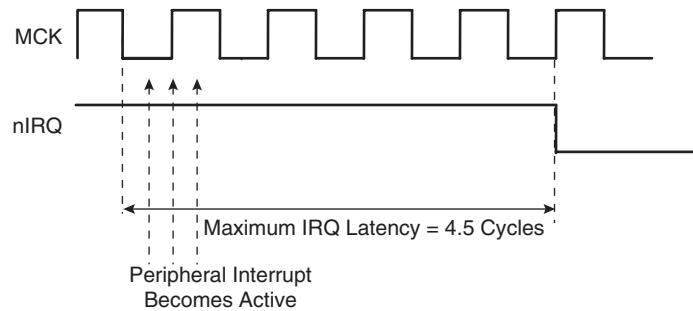 MCK
nIRQ
Maximum IRQ Latency = 4.5 Cycles
Peripheral Interrupt
Becomes Active